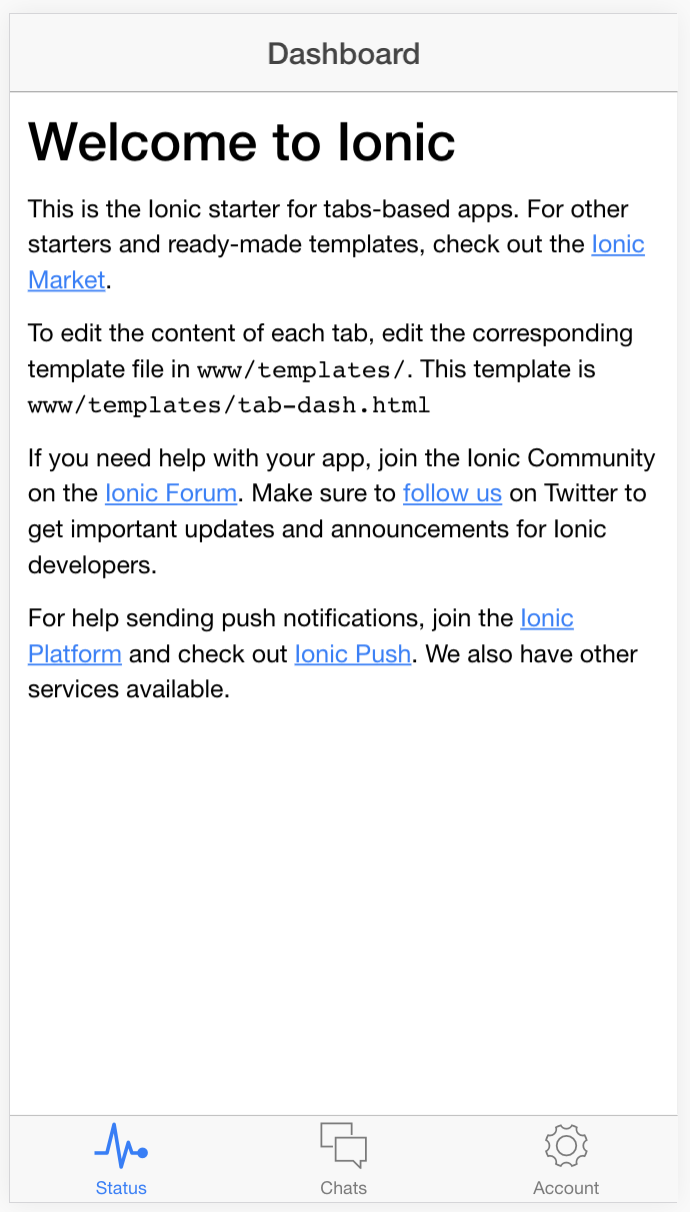 Dashboard
Welcome to Ionic
This is the Ionic starter for tabs-based apps. For other
starters and ready-made templates, check out the Ionic
Market.
To edit the content of each tab, edit the corresponding
template file in www/templates/. This template is
www/templates/tab-dash.html
If you need help with your app, join the Ionic Community
on the Ionic Forum. Make sure to follow us on Twitter to
get important updates and announcements for Ionic
developers.
For help sending push notifications, join the Ionic
Platform and check out Ionic Push. We also have other
services available.
Status
Chats
Account